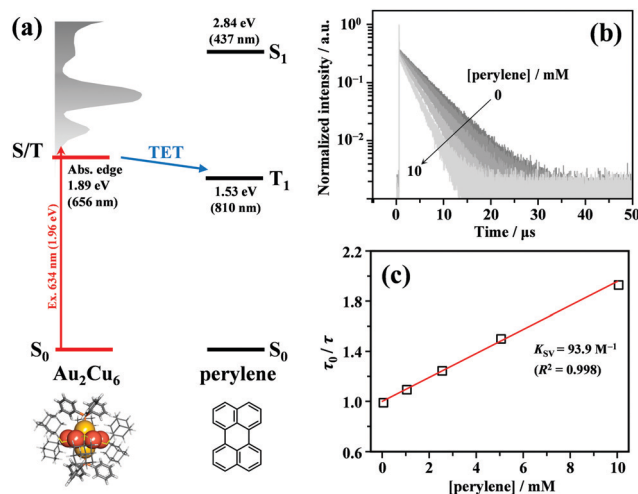 (a)
2.84 eV
(437 nm)
S₁
S/T
TET
Abs. edge
1.89 eV
(656 nm)
T₁
1.53 eV
(810 nm)
Ex. 634 nm (1.96 eV)
S₀
S₀
Au₂Cu₆
perylene
(b)
Normalized intensity / a.u.
10⁰
10⁻¹
10⁻²
[perylene] / mM
0
10
0
10
20
30
40
50
Time / µs
(c)
τ₀ / τ
2.2
1.8
1.4
1.0
0.6
K_SV = 93.9 M⁻¹
(R² = 0.998)
0
2
4
6
8
10
[perylene] / mM